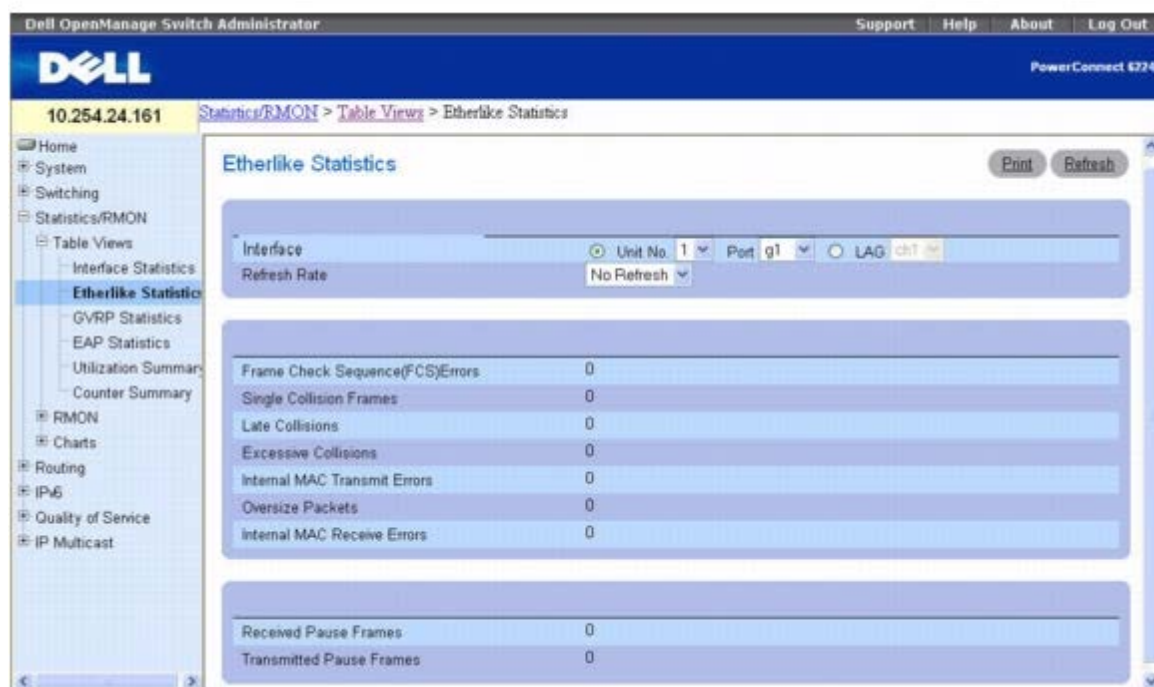 Dell OpenManage Switch Administrator Support Help About Log Out
DELL
PowerConnect 6224
10.254.24.161
Statistics/RMON > Table Views > Etherlike Statistics
Home
System
Switching
Statistics/RMON
Table Views
Interface Statistics
Etherlike Statistics
GVRP Statistics
EAP Statistics
Utilization Summary
Counter Summary
RMON
Charts
Routing
IPv6
Quality of Service
IP Multicast
Etherlike Statistics
Print Refresh
Interface Unit No. 1 Port g1 LAG ch1
Refresh Rate No Refresh
Frame Check Sequence(FCS)Errors 0
Single Collision Frames 0
Late Collisions 0
Excessive Collisions 0
Internal MAC Transmit Errors 0
Oversize Packets 0
Internal MAC Receive Errors 0
Received Pause Frames 0
Transmitted Pause Frames 0